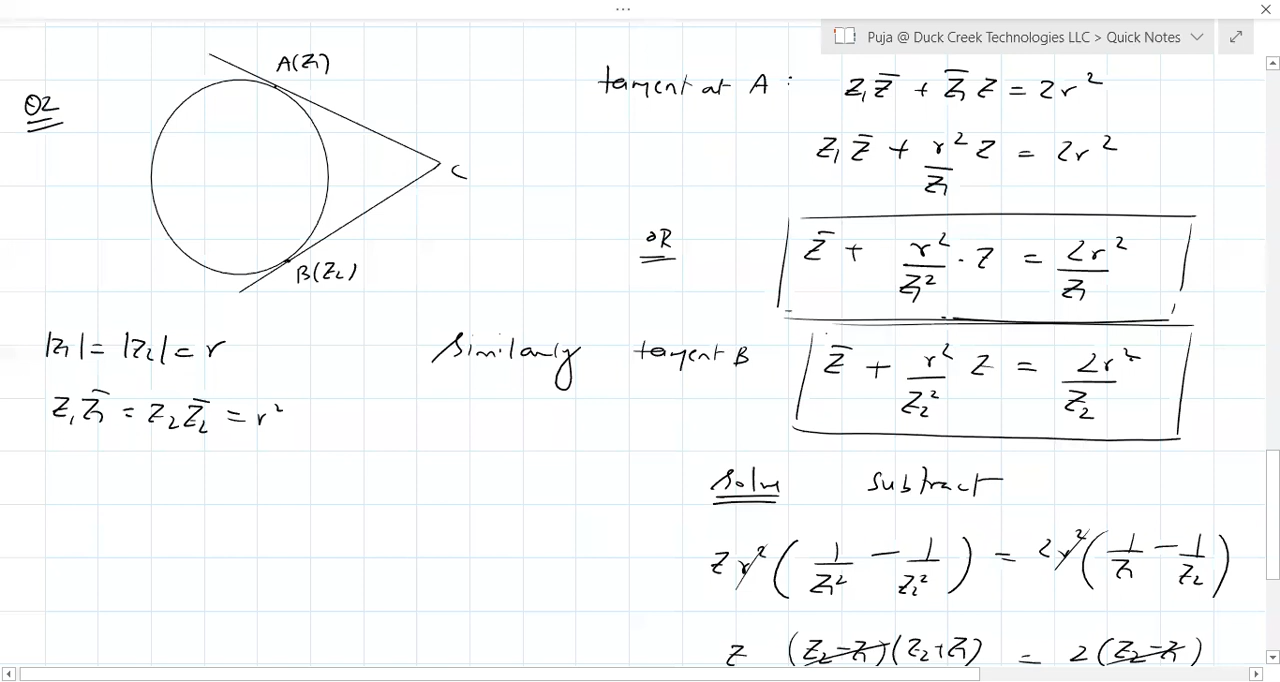 Puja @ Duck Creek Technologies LLC > Quick Notes
Q2
A(z₁)
C
B(z₂)
|z₁| = |z₂| = r
z₁z̄₁ = z₂z̄₂ = r²
tangent at A : z₁z̄ + z̄₁z = 2r²
z₁z̄ + r²/z₁ z = 2r²
OR
z̄ + r²/z₁² . z = 2r²/z₁
Similarly tangent B
z̄ + r²/z₂² z = 2r²/z₂
Solve subtract
z r² (1/z₁² − 1/z₂²) = 2r² (1/z₁ − 1/z₂)
z (z₂−z₁)(z₂+z₁) = 2(z₂−z₁)